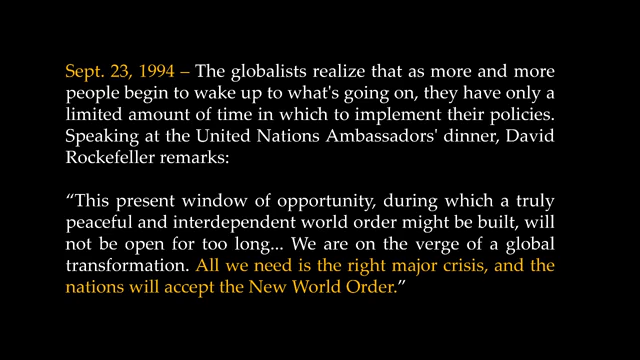 Sept. 23, 1994 – The globalists realize that as more and more
people begin to wake up to what's going on, they have only a
limited amount of time in which to implement their policies.
Speaking at the United Nations Ambassadors' dinner, David
Rockefeller remarks:
“This present window of opportunity, during which a truly
peaceful and interdependent world order might be built, will
not be open for too long... We are on the verge of a global
transformation. All we need is the right major crisis, and the
nations will accept the New World Order.”